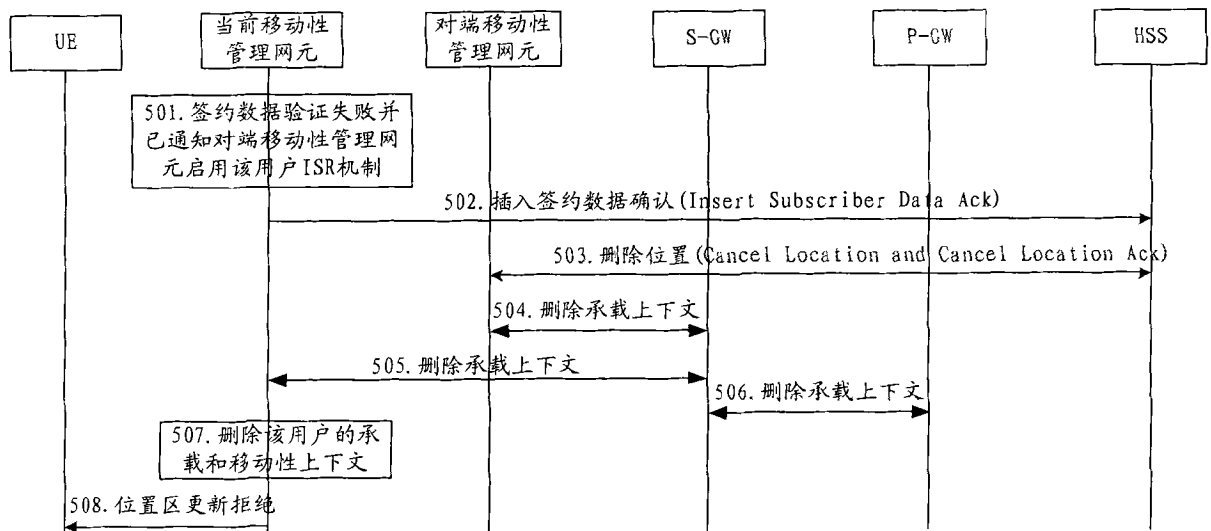 UE
当前移动性
管理网元
对端移动性
管理网元
S-GW
P-GW
HSS
501.签约数据验证失败并
已通知对端移动性管理网
元启用该用户ISR机制
502.插入签约数据确认(Insert Subscriber Data Ack)
503.删除位置(Cancel Location and Cancel Location Ack)
504.删除承载上下文
505.删除承载上下文
506.删除承载上下文
507.删除该用户的承
载和移动性上下文
508.位置区更新拒绝